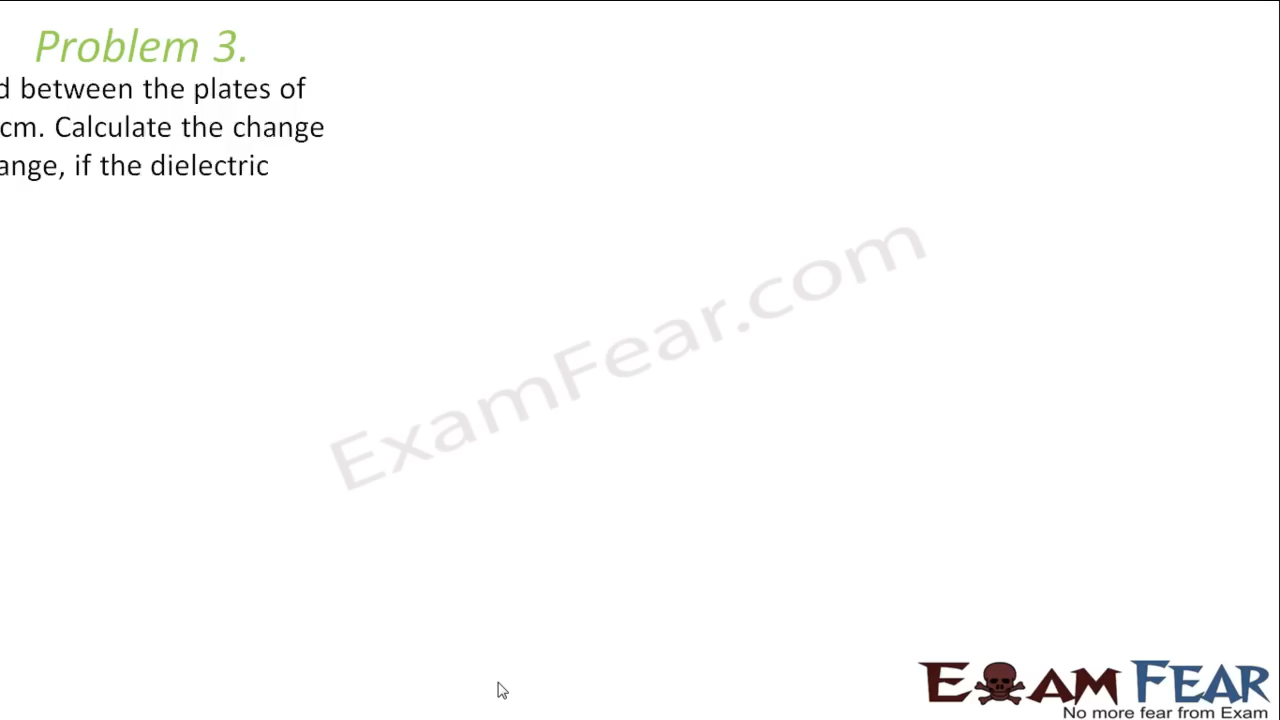 Problem 3.
d between the plates of
cm. Calculate the change
ange, if the dielectric
ExamFear.com
EXAM FEAR
No more fear from Exam